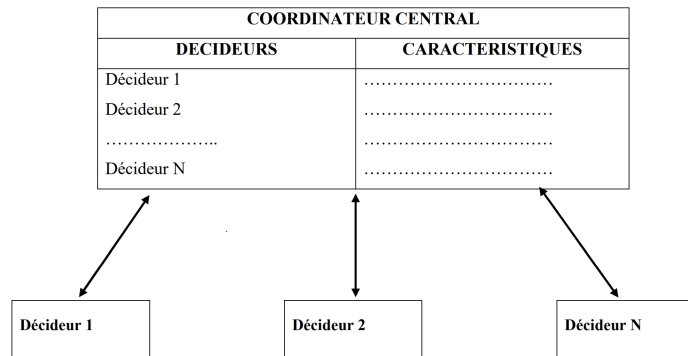 COORDINATEUR CENTRAL
DECIDEURS CARACTERISTIQUES
Décideur 1 ……………………………
Décideur 2 ……………………………
……………….. ……………………………
Décideur N ……………………………
Décideur 1 Décideur 2 Décideur N